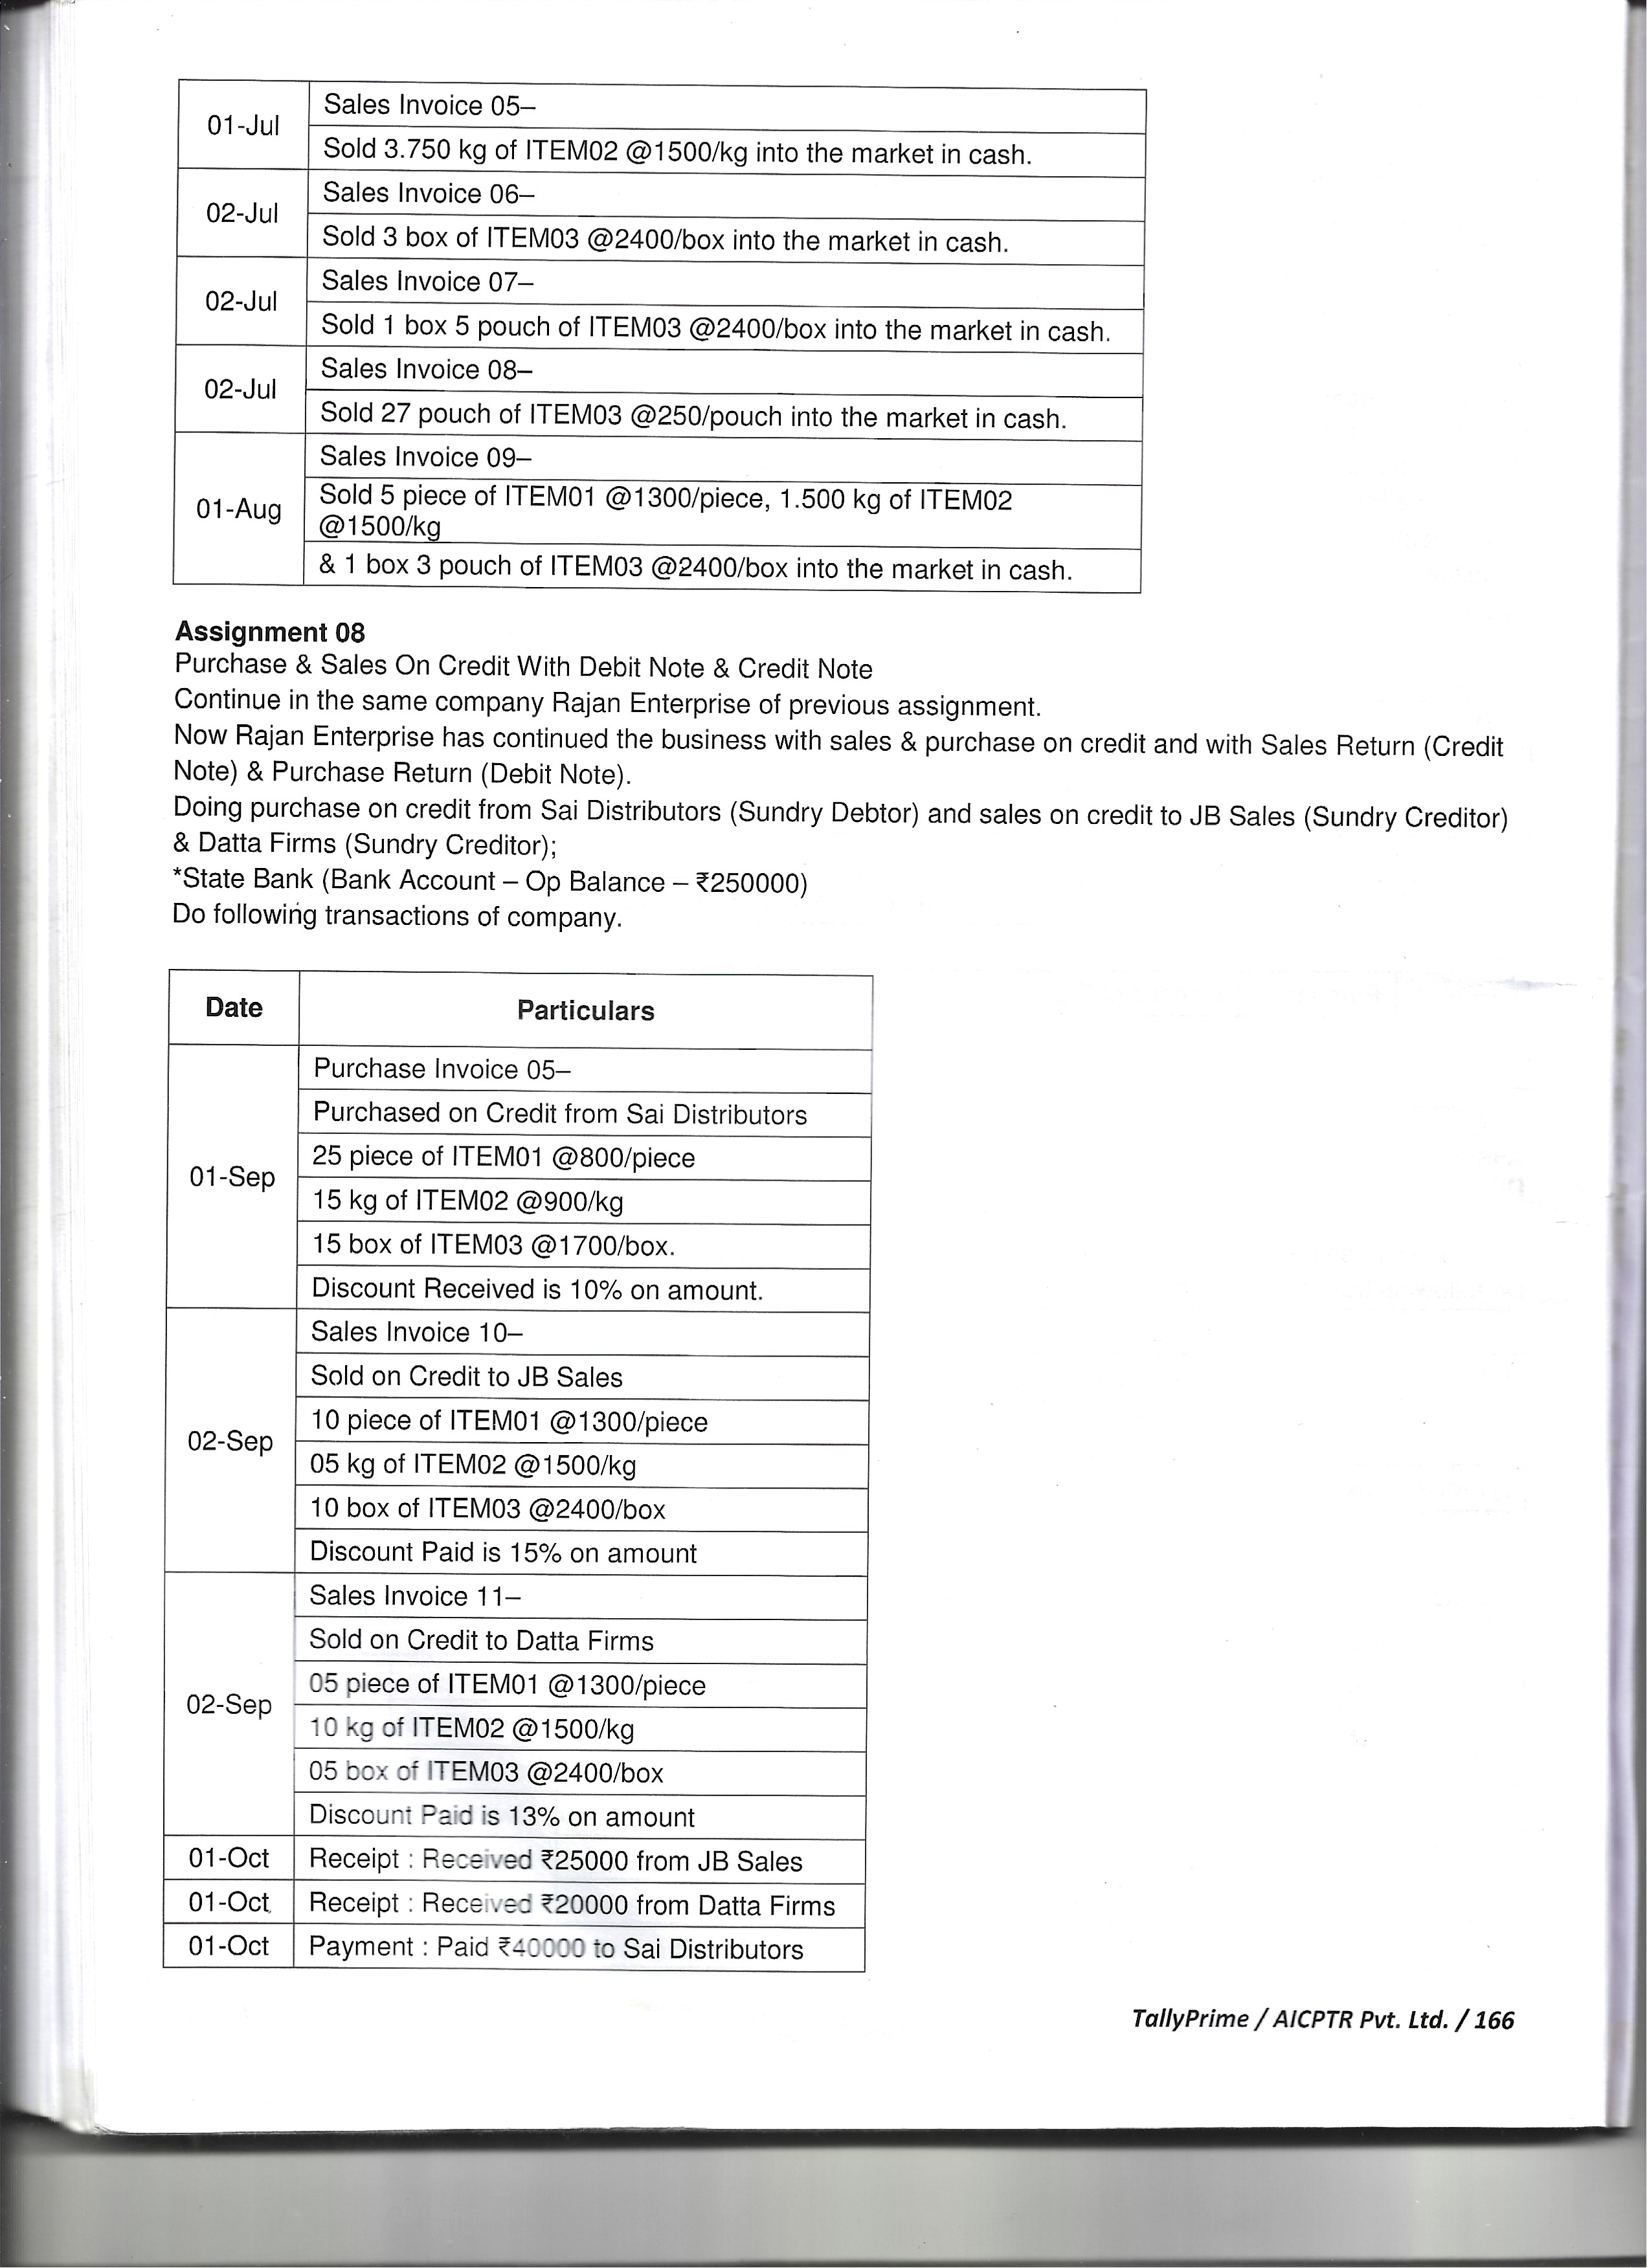 01-Jul
Sales Invoice 05–
Sold 3.750 kg of ITEM02 @1500/kg into the market in cash.
02-Jul
Sales Invoice 06–
Sold 3 box of ITEM03 @2400/box into the market in cash.
02-Jul
Sales Invoice 07–
Sold 1 box 5 pouch of ITEM03 @2400/box into the market in cash.
02-Jul
Sales Invoice 08–
Sold 27 pouch of ITEM03 @250/pouch into the market in cash.
01-Aug
Sales Invoice 09–
Sold 5 piece of ITEM01 @1300/piece, 1.500 kg of ITEM02
@1500/kg
& 1 box 3 pouch of ITEM03 @2400/box into the market in cash.
Assignment 08
Purchase & Sales On Credit With Debit Note & Credit Note
Continue in the same company Rajan Enterprise of previous assignment.
Now Rajan Enterprise has continued the business with sales & purchase on credit and with Sales Return (Credit
Note) & Purchase Return (Debit Note).
Doing purchase on credit from Sai Distributors (Sundry Debtor) and sales on credit to JB Sales (Sundry Creditor)
& Datta Firms (Sundry Creditor);
*State Bank (Bank Account – Op Balance – ₹250000)
Do following transactions of company.
Date
Particulars
01-Sep
Purchase Invoice 05–
Purchased on Credit from Sai Distributors
25 piece of ITEM01 @800/piece
15 kg of ITEM02 @900/kg
15 box of ITEM03 @1700/box.
Discount Received is 10% on amount.
02-Sep
Sales Invoice 10–
Sold on Credit to JB Sales
10 piece of ITEM01 @1300/piece
05 kg of ITEM02 @1500/kg
10 box of ITEM03 @2400/box
Discount Paid is 15% on amount
02-Sep
Sales Invoice 11–
Sold on Credit to Datta Firms
05 piece of ITEM01 @1300/piece
10 kg of ITEM02 @1500/kg
05 box of ITEM03 @2400/box
Discount Paid is 13% on amount
01-Oct
Receipt : Received ₹25000 from JB Sales
01-Oct
Receipt : Received ₹20000 from Datta Firms
01-Oct
Payment : Paid ₹40000 to Sai Distributors
TallyPrime / AICPTR Pvt. Ltd. / 166